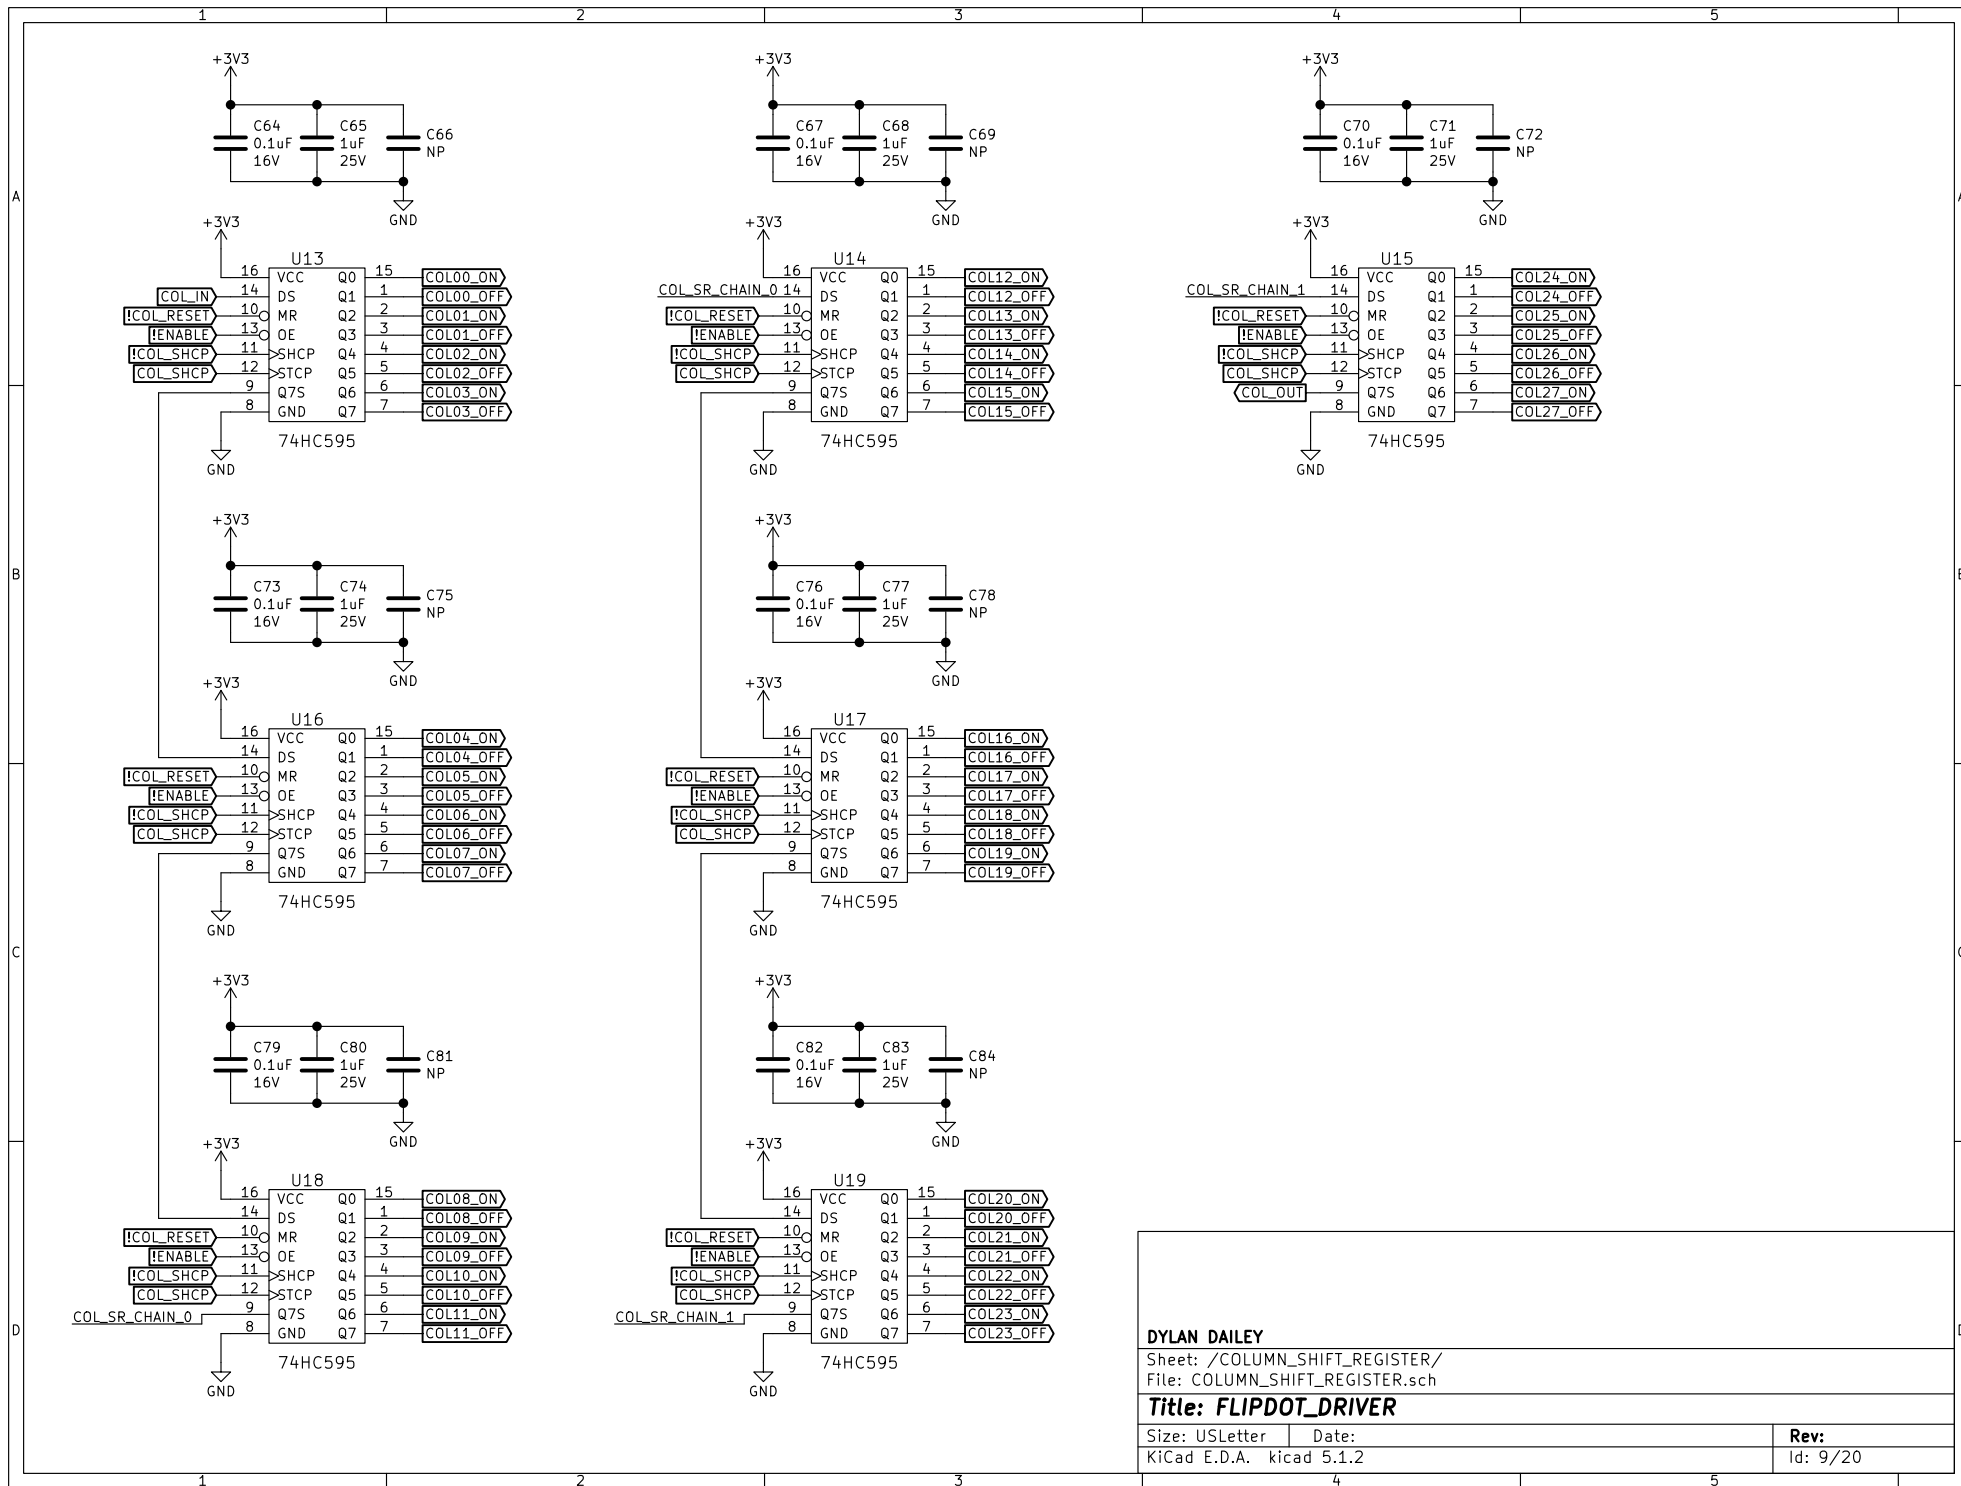 1 2 3 4 5
+3V3 +3V3 +3V3
C64 0.1uF 16V C65 1uF 25V C66 NP
C67 0.1uF 16V C68 1uF 25V C69 NP
C70 0.1uF 16V C71 1uF 25V C72 NP
A
GND GND GND
+3V3 +3V3 +3V3
U13
16 VCC Q0 15 COL00_ON
COL_IN 14 DS Q1 1 COL00_OFF
!COL_RESET 10 MR Q2 2 COL01_ON
!ENABLE 13 OE Q3 3 COL01_OFF
!COL_SHCP 11 SHCP Q4 4 COL02_ON
COL_SHCP 12 STCP Q5 5 COL02_OFF
9 Q7S Q6 6 COL03_ON
8 GND Q7 7 COL03_OFF
74HC595
GND
U14
16 VCC Q0 15 COL12_ON
COL_SR_CHAIN_0 14 DS Q1 1 COL12_OFF
!COL_RESET 10 MR Q2 2 COL13_ON
!ENABLE 13 OE Q3 3 COL13_OFF
!COL_SHCP 11 SHCP Q4 4 COL14_ON
COL_SHCP 12 STCP Q5 5 COL14_OFF
9 Q7S Q6 6 COL15_ON
8 GND Q7 7 COL15_OFF
74HC595
GND
U15
16 VCC Q0 15 COL24_ON
COL_SR_CHAIN_1 14 DS Q1 1 COL24_OFF
!COL_RESET 10 MR Q2 2 COL25_ON
!ENABLE 13 OE Q3 3 COL25_OFF
!COL_SHCP 11 SHCP Q4 4 COL26_ON
COL_SHCP 12 STCP Q5 5 COL26_OFF
COL_OUT 9 Q7S Q6 6 COL27_ON
8 GND Q7 7 COL27_OFF
74HC595
GND
+3V3 +3V3
B
C73 0.1uF 16V C74 1uF 25V C75 NP
C76 0.1uF 16V C77 1uF 25V C78 NP
GND GND
+3V3 +3V3
U16
16 VCC Q0 15 COL04_ON
14 DS Q1 1 COL04_OFF
!COL_RESET 10 MR Q2 2 COL05_ON
!ENABLE 13 OE Q3 3 COL05_OFF
!COL_SHCP 11 SHCP Q4 4 COL06_ON
COL_SHCP 12 STCP Q5 5 COL06_OFF
9 Q7S Q6 6 COL07_ON
8 GND Q7 7 COL07_OFF
74HC595
GND
U17
16 VCC Q0 15 COL16_ON
14 DS Q1 1 COL16_OFF
!COL_RESET 10 MR Q2 2 COL17_ON
!ENABLE 13 OE Q3 3 COL17_OFF
!COL_SHCP 11 SHCP Q4 4 COL18_ON
COL_SHCP 12 STCP Q5 5 COL18_OFF
9 Q7S Q6 6 COL19_ON
8 GND Q7 7 COL19_OFF
74HC595
GND
C
+3V3 +3V3
C79 0.1uF 16V C80 1uF 25V C81 NP
C82 0.1uF 16V C83 1uF 25V C84 NP
GND GND
+3V3 +3V3
U18
16 VCC Q0 15 COL08_ON
14 DS Q1 1 COL08_OFF
!COL_RESET 10 MR Q2 2 COL09_ON
!ENABLE 13 OE Q3 3 COL09_OFF
!COL_SHCP 11 SHCP Q4 4 COL10_ON
COL_SHCP 12 STCP Q5 5 COL10_OFF
COL_SR_CHAIN_0 9 Q7S Q6 6 COL11_ON
8 GND Q7 7 COL11_OFF
74HC595
GND
U19
16 VCC Q0 15 COL20_ON
14 DS Q1 1 COL20_OFF
!COL_RESET 10 MR Q2 2 COL21_ON
!ENABLE 13 OE Q3 3 COL21_OFF
!COL_SHCP 11 SHCP Q4 4 COL22_ON
COL_SHCP 12 STCP Q5 5 COL22_OFF
COL_SR_CHAIN_1 9 Q7S Q6 6 COL23_ON
8 GND Q7 7 COL23_OFF
74HC595
GND
D
DYLAN DAILEY
Sheet: /COLUMN_SHIFT_REGISTER/
File: COLUMN_SHIFT_REGISTER.sch
Title: FLIPDOT_DRIVER
Size: USLetter Date: Rev:
KiCad E.D.A. kicad 5.1.2 Id: 9/20
1 2 3 4 5